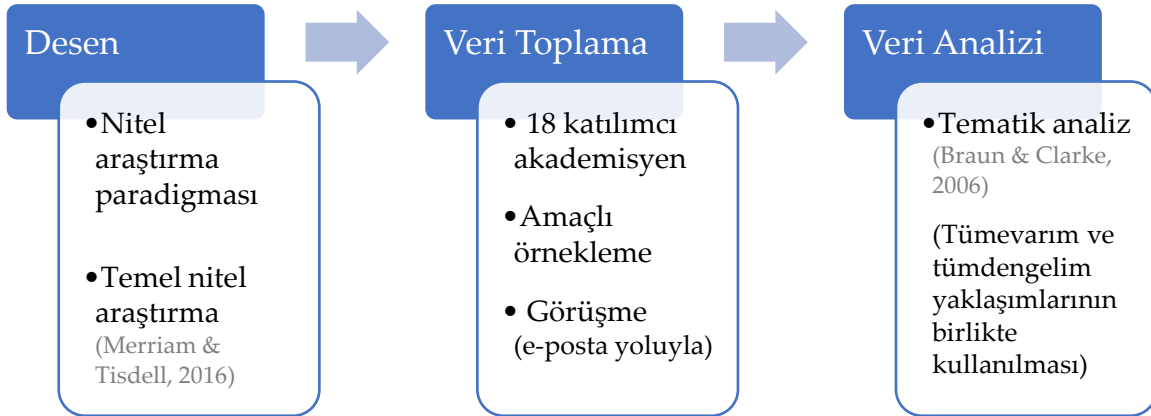 Desen
•Nitel
araştırma
paradigması
•Temel nitel
araştırma
(Merriam &
Tisdell, 2016)
Veri Toplama
• 18 katılımcı
akademisyen
•Amaçlı
örnekleme
• Görüşme
(e-posta yoluyla)
Veri Analizi
•Tematik analiz
(Braun & Clarke,
2006)
(Tümevarım ve
tümdengelim
yaklaşımlarının
birlikte
kullanılması)